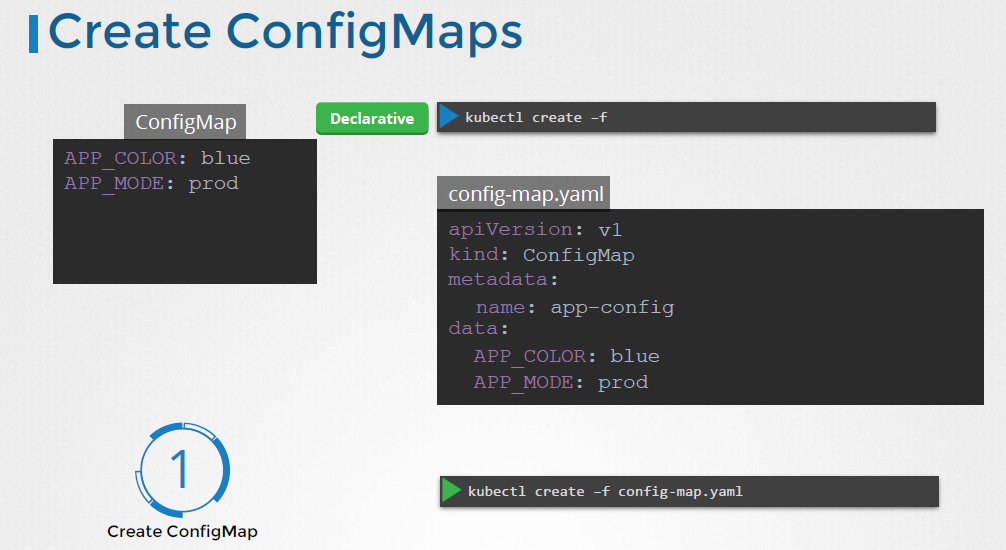 Create ConfigMaps
ConfigMap
APP_COLOR: blue
APP_MODE: prod
Declarative
kubectl create –f
config-map.yaml
apiVersion: v1
kind: ConfigMap
metadata:
  name: app-config
data:
  APP_COLOR: blue
  APP_MODE: prod
1
Create ConfigMap
kubectl create –f config-map.yaml